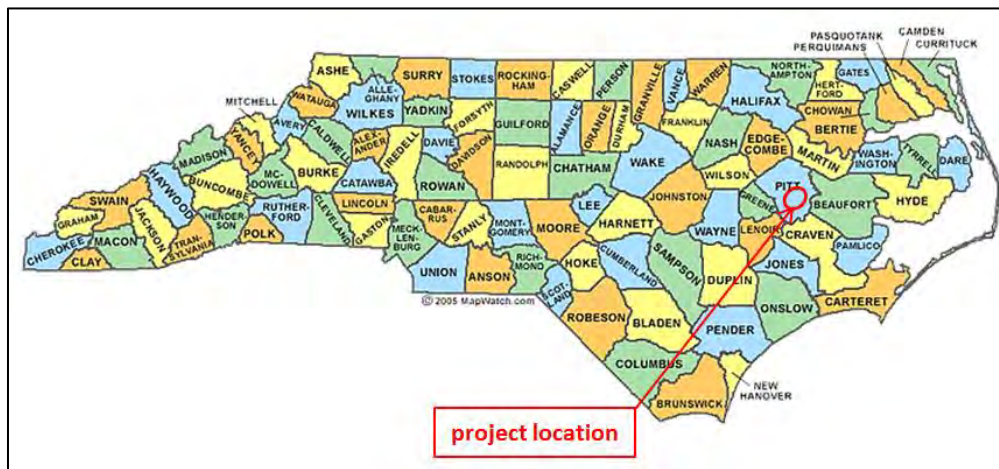 PASQUOTANK
CAMDEN
PERQUIMANS
CURRITUCK
ASHE
ALLE-
GHANY
SURRY
STOKES
ROCKING-
HAM
CASWELL
PERSON
GRANVILLE
VANCE
WARREN
NORTH-
AMPTON
HERT-
FORD
GATES
MITCHELL
WATAUGA
WILKES
YADKIN
FORSYTH
GUILFORD
ALAMANCE
ORANGE
DURHAM
FRANKLIN
HALIFAX
CHOWAN
BERTIE
AVERY
YANCEY
CALDWELL
ALEX-
ANDER
IREDELL
DAVIE
DAVIDSON
RANDOLPH
CHATHAM
WAKE
NASH
EDGE-
COMBE
MARTIN
WASH-
INGTON
TYRRELL
DARE
MADISON
BUNCOMBE
MC-
DOWELL
BURKE
CATAWBA
ROWAN
WILSON
PITT
BEAUFORT
HYDE
HAYWOOD
SWAIN
GRAHAM
JACKSON
HENDER-
SON
RUTHER-
FORD
CLEVELAND
LINCOLN
GASTON
CABAR-
RUS
STANLY
MONT-
GOMERY
MOORE
LEE
HARNETT
JOHNSTON
WAYNE
GREENE
LENOIR
CRAVEN
PAMLICO
CHEROKEE
CLAY
MACON
TRAN-
SYLVANIA
POLK
MECK-
LEN-
BURG
UNION
ANSON
RICH-
MOND
SCOT-
LAND
HOKE
CUMBERLAND
SAMPSON
DUPLIN
JONES
ONSLOW
CARTERET
© 2005 MapWatch.com
ROBESON
BLADEN
PENDER
COLUMBUS
BRUNSWICK
NEW
HANOVER
project location